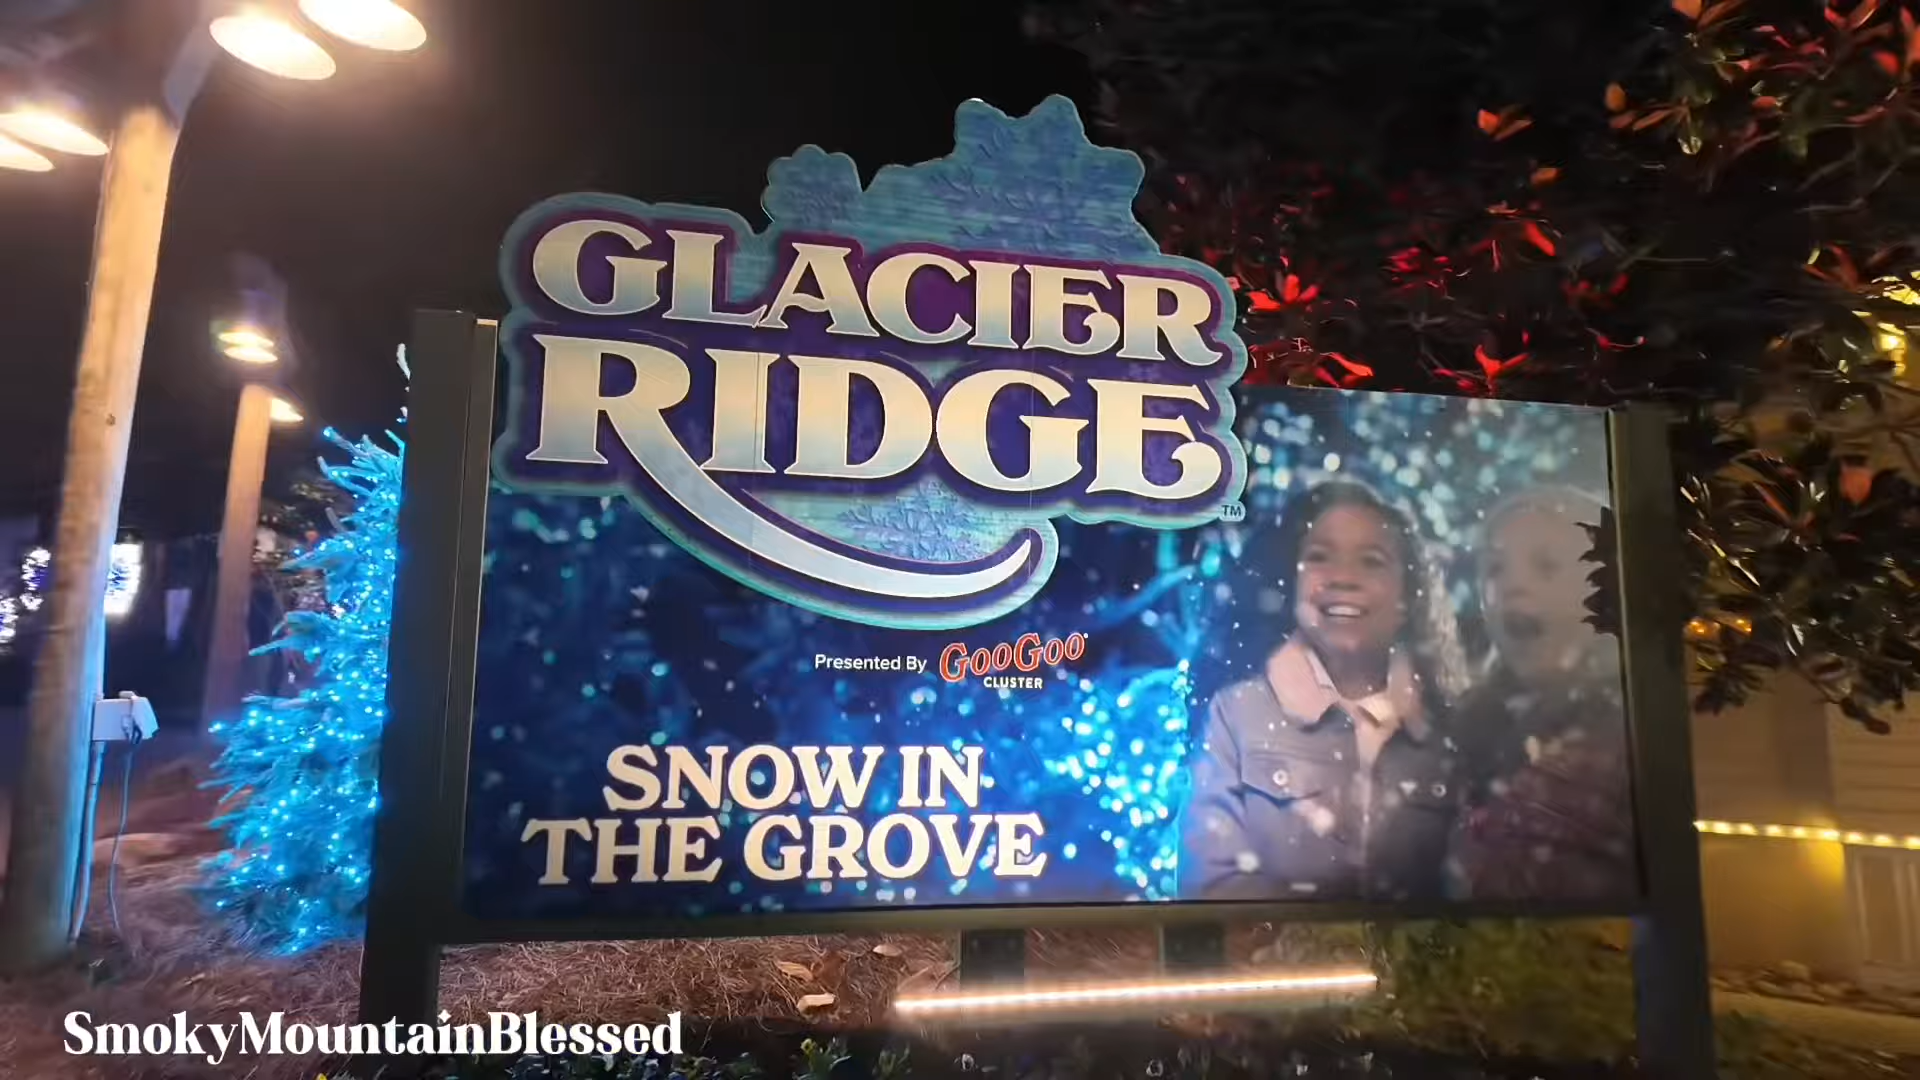 GLACIER
RIDGE
TM
Presented By GooGoo
CLUSTER
SNOW IN
THE GROVE
SmokyMountainBlessed